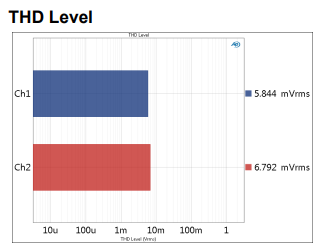 THD Level
THD Level
Ch1
5.844 mVrms
Ch2
6.792 mVrms
10u 100u 1m 10m 100m 1
THD Level (Vrms)